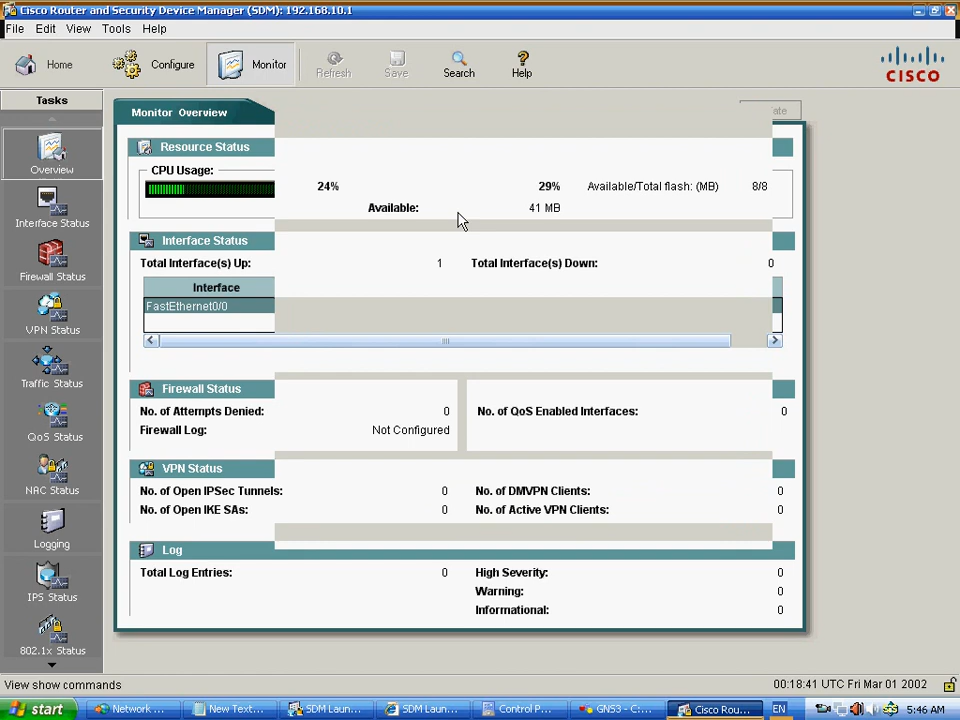 Cisco Router and Security Device Manager (SDM): 192.168.10.1
File Edit View Tools Help
Home Configure Monitor Refresh Save Search Help
CISCO
Tasks
Overview
Interface Status
Firewall Status
VPN Status
Traffic Status
QoS Status
NAC Status
Logging
IPS Status
802.1x Status
Monitor Overview
Resource Status
CPU Usage:
24% 29% Available/Total flash: (MB) 8/8
Available: 41 MB
Interface Status
Total Interface(s) Up: 1 Total Interface(s) Down: 0
Interface
FastEthernet0/0
Firewall Status
No. of Attempts Denied: 0 No. of QoS Enabled Interfaces: 0
Firewall Log: Not Configured
VPN Status
No. of Open IPSec Tunnels: 0 No. of DMVPN Clients: 0
No. of Open IKE SAs: 0 No. of Active VPN Clients: 0
Log
Total Log Entries: 0 High Severity: 0
Warning: 0
Informational: 0
View show commands 00:18:41 UTC Fri Mar 01 2002
start Network ... New Text... SDM Laun... SDM Laun... Control P... GNS3 - C:... Cisco Rou... EN 5:46 AM